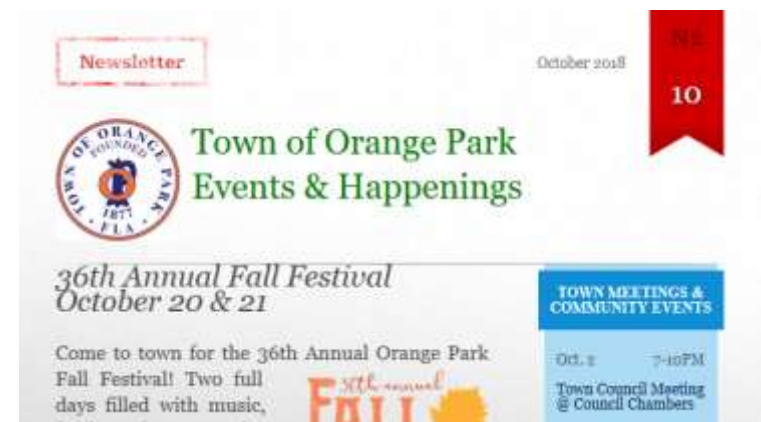 Newsletter
October 2018
No
10
TOWN OF ORANGE PARK
FOUNDED
1877
FLA
Town of Orange Park
Events & Happenings
36th Annual Fall Festival
October 20 & 21
Come to town for the 36th Annual Orange Park
Fall Festival! Two full
days filled with music,
36th annual
FALL
TOWN MEETINGS &
COMMUNITY EVENTS
Oct. 2 7-10PM
Town Council Meeting
@ Council Chambers